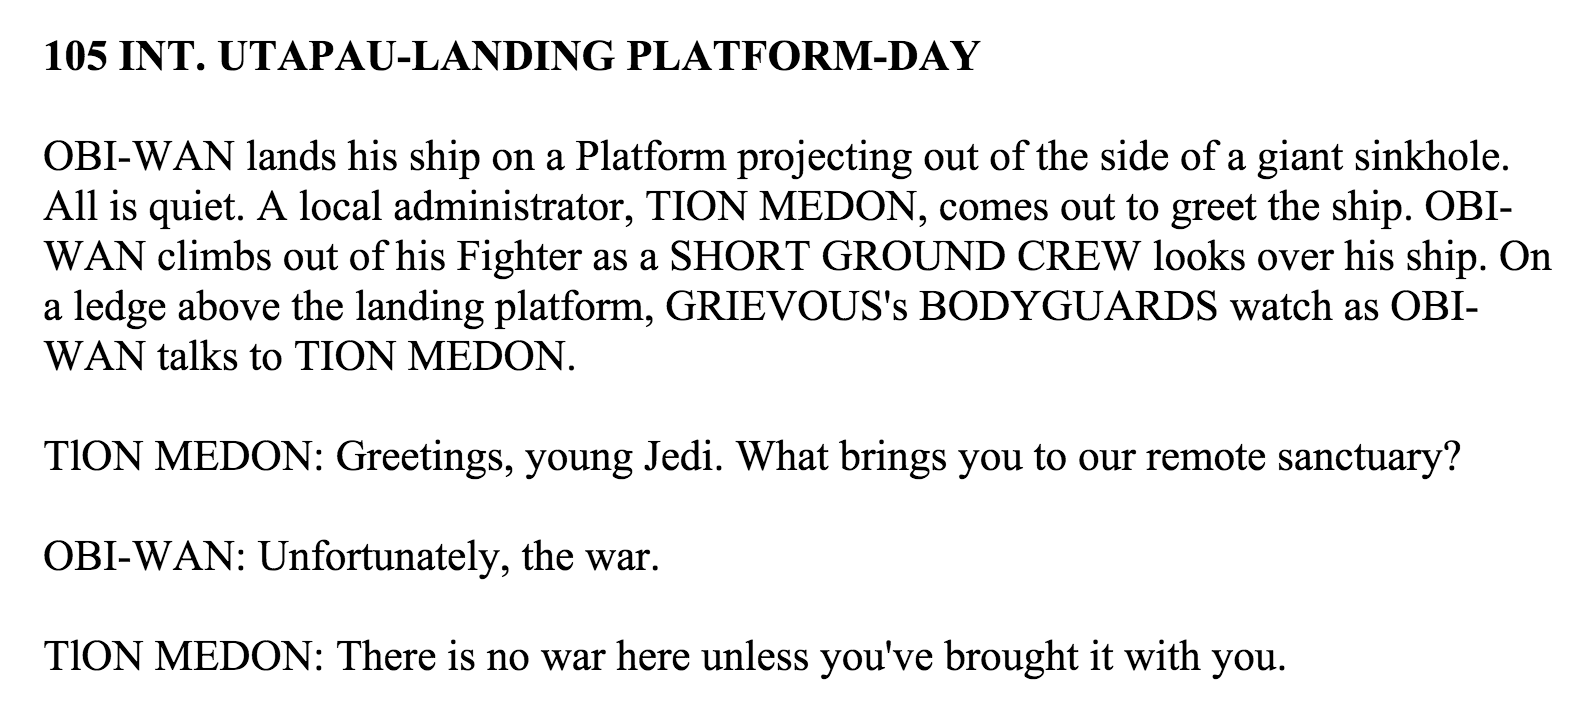 105 INT. UTAPAU-LANDING PLATFORM-DAY
OBI-WAN lands his ship on a Platform projecting out of the side of a giant sinkhole.
All is quiet. A local administrator, TION MEDON, comes out to greet the ship. OBI-
WAN climbs out of his Fighter as a SHORT GROUND CREW looks over his ship. On
a ledge above the landing platform, GRIEVOUS's BODYGUARDS watch as OBI-
WAN talks to TION MEDON.
TlON MEDON: Greetings, young Jedi. What brings you to our remote sanctuary?
OBI-WAN: Unfortunately, the war.
TlON MEDON: There is no war here unless you've brought it with you.